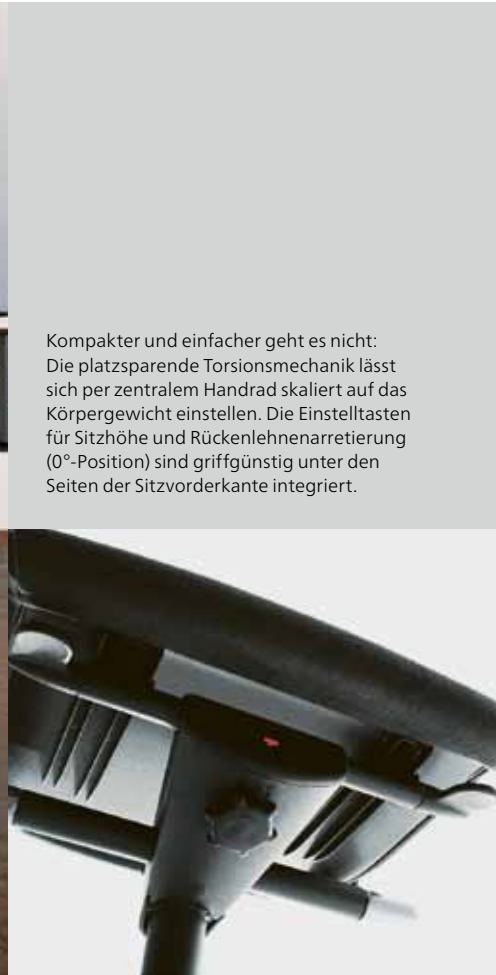 Kompakter und einfacher geht es nicht:
Die platzsparende Torsionsmechanik lässt
sich per zentralem Handrad skaliert auf das
Körpergewicht einstellen. Die Einstelltasten
für Sitzhöhe und Rückenlehnenarretierung
(0°-Position) sind griffgünstig unter den
Seiten der Sitzvorderkante integriert.